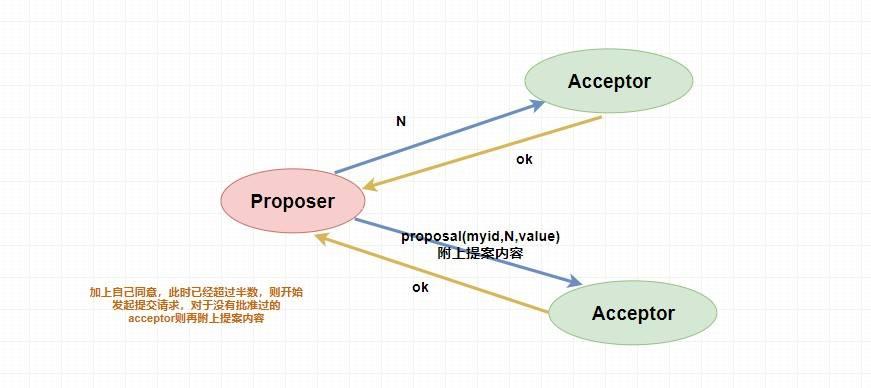 Acceptor
N
ok
Proposer
proposal(myid,N,value)
附上提案内容
ok
Acceptor
加上自己同意，此时已经超过半数，则开始
发起提交请求，对于没有批准过的
acceptor则再附上提案内容